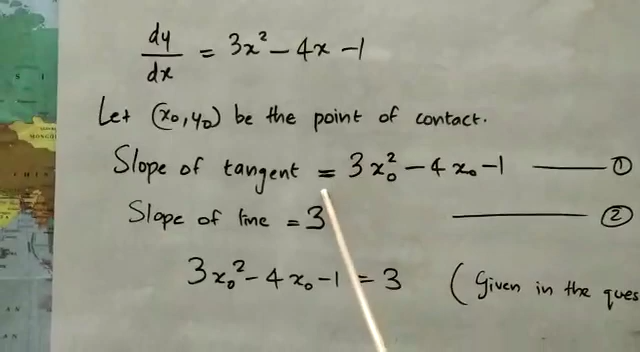 dy/dx = 3x² - 4x - 1
Let (x₀, y₀) be the point of contact.
Slope of tangent = 3x₀² - 4x₀ - 1 ——— ①
Slope of line = 3 ——— ②
3x₀² - 4x₀ - 1 = 3 (Given in the ques